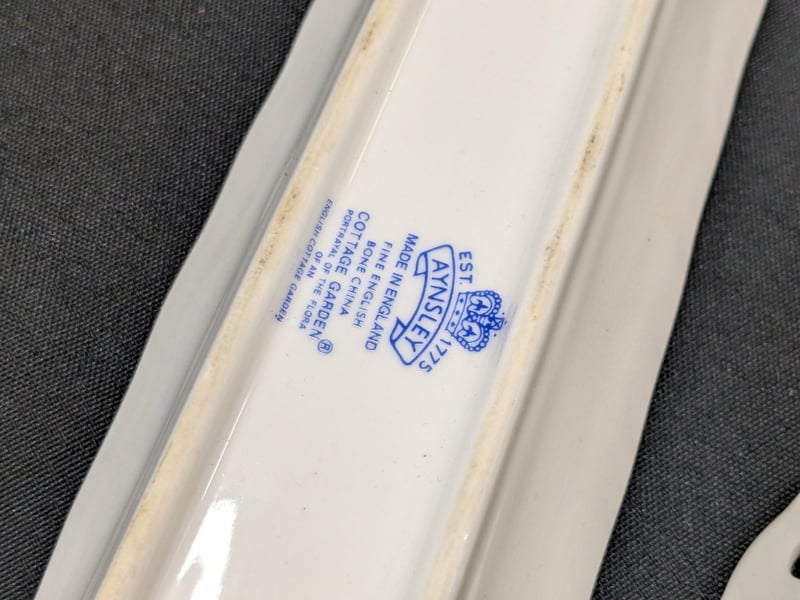 EST. 1775
AYNSLEY
MADE IN ENGLAND
FINE ENGLISH
BONE CHINA
COTTAGE GARDEN®
PORTRAYAL OF THE FLORA
OF AN
ENGLISH COTTAGE GARDEN